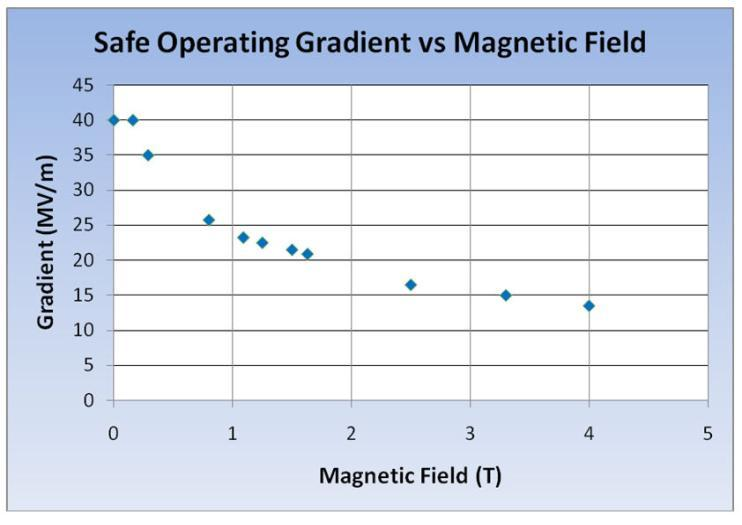 Safe Operating Gradient vs Magnetic Field
45
40
35
30
25
20
15
10
5
0
Gradient (MV/m)
0 1 2 3 4 5
Magnetic Field (T)